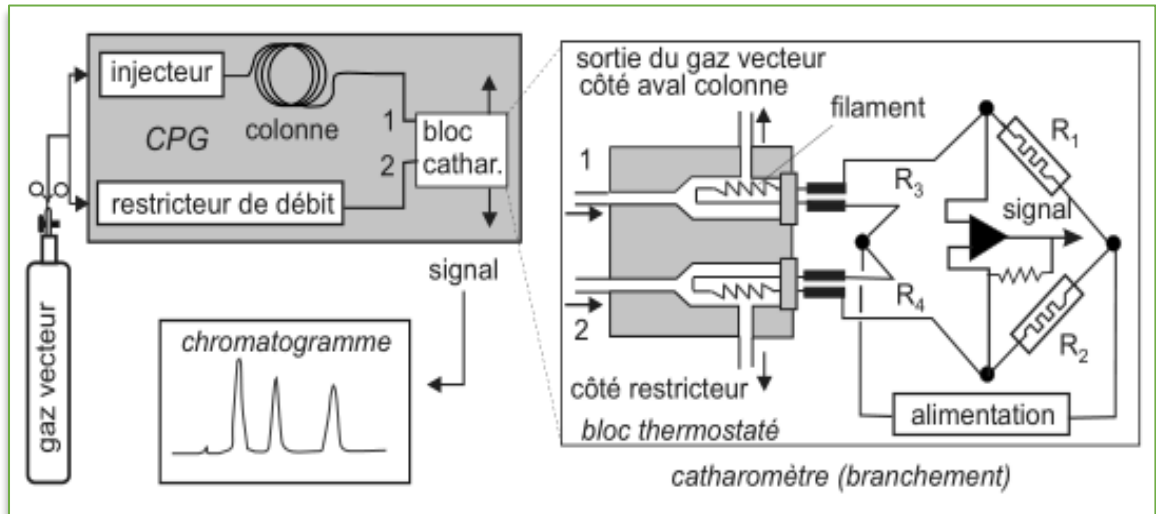 injecteur
colonne
CPG
1
2
bloc
cathar.
restricteur de débit
gaz vecteur
signal
chromatogramme
sortie du gaz vecteur
côté aval colonne
filament
1
2
R3
R4
R1
R2
signal
côté restricteur
bloc thermostaté
alimentation
catharomètre (branchement)